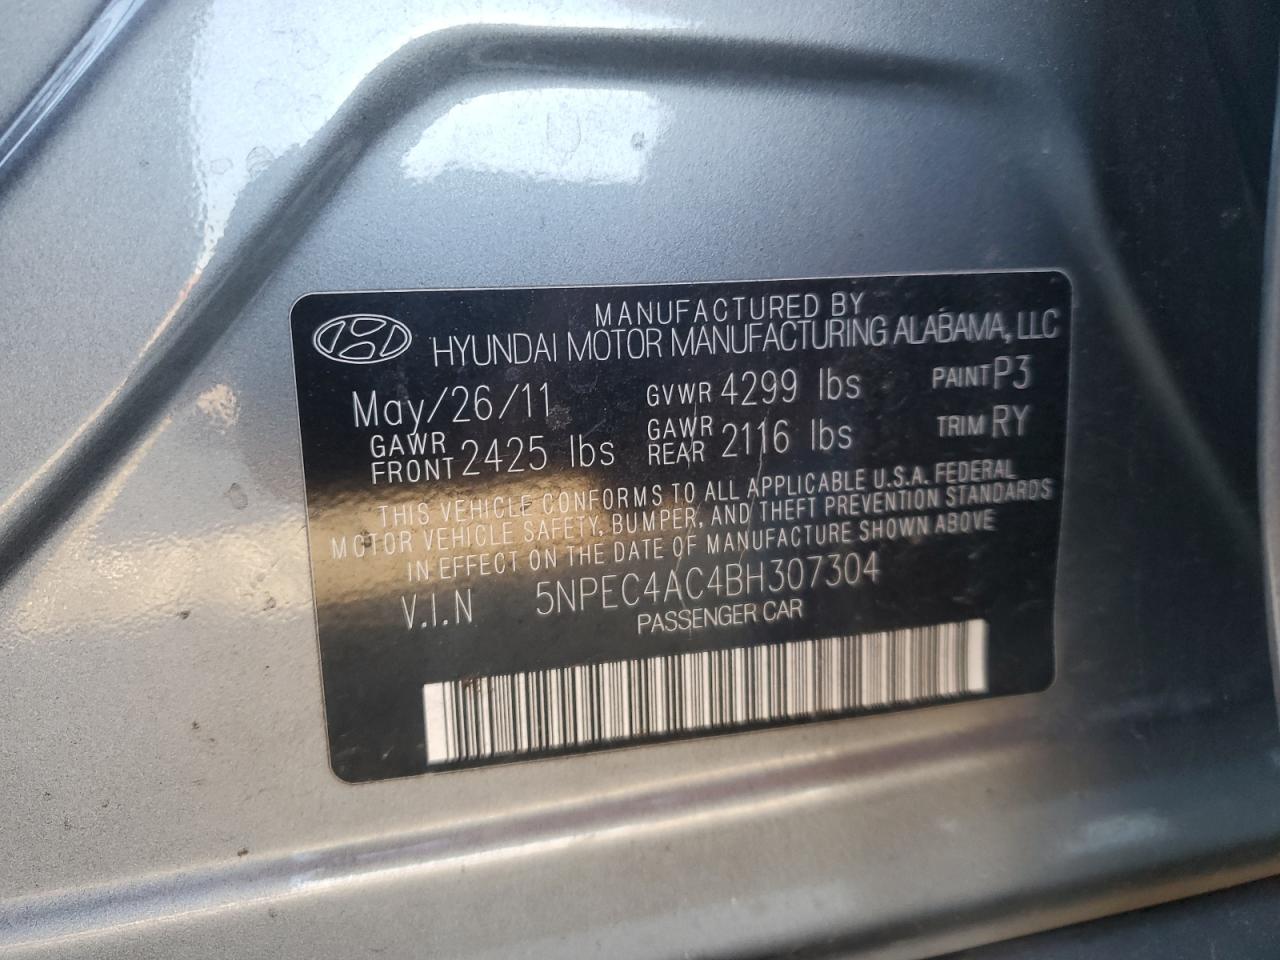 MANUFACTURED BY
HYUNDAI MOTOR MANUFACTURING ALABAMA, LLC
May/26/11 GVWR 4299 lbs PAINT P3
GAWR FRONT 2425 lbs GAWR REAR 2116 lbs TRIM RY
THIS VEHICLE CONFORMS TO ALL APPLICABLE U.S.A. FEDERAL
MOTOR VEHICLE SAFETY, BUMPER, AND THEFT PREVENTION STANDARDS
IN EFFECT ON THE DATE OF MANUFACTURE SHOWN ABOVE
V.I.N 5NPEC4AC4BH307304
PASSENGER CAR